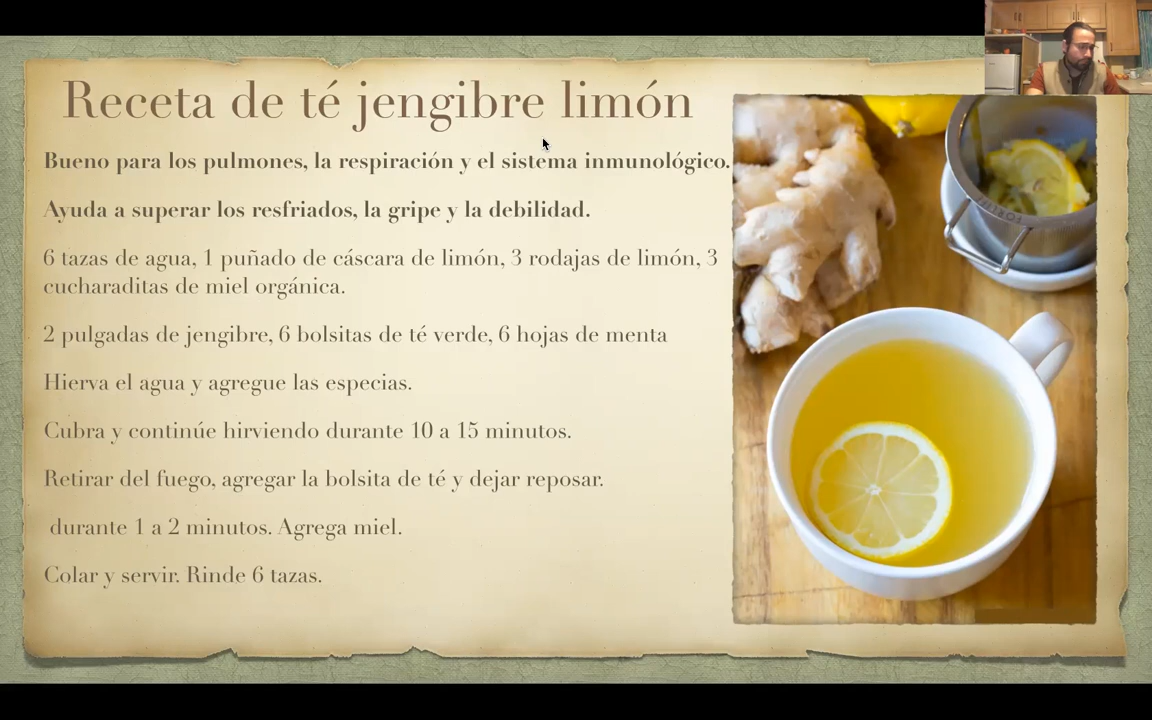 Receta de té jengibre limón
Bueno para los pulmones, la respiración y el sistema inmunológico.
Ayuda a superar los resfriados, la gripe y la debilidad.
6 tazas de agua, 1 puñado de cáscara de limón, 3 rodajas de limón, 3
cucharaditas de miel orgánica.
2 pulgadas de jengibre, 6 bolsitas de té verde, 6 hojas de menta
Hierva el agua y agregue las especias.
Cubra y continúe hirviendo durante 10 a 15 minutos.
Retirar del fuego, agregar la bolsita de té y dejar reposar.
durante 1 a 2 minutos. Agrega miel.
Colar y servir. Rinde 6 tazas.